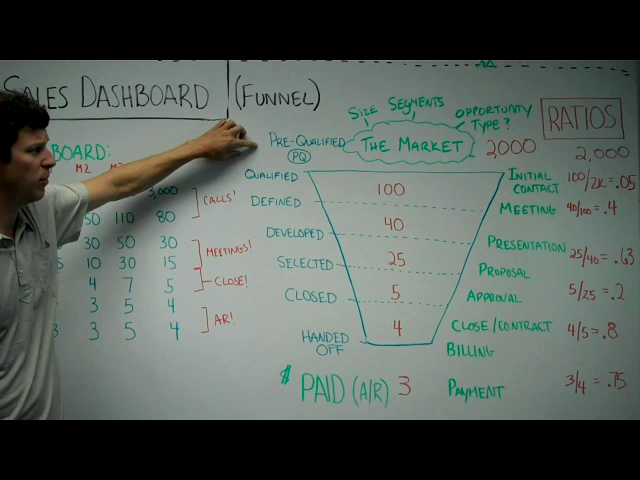 SALES DASHBOARD (FUNNEL)
SIZE SEGMENTS
OPPORTUNITY TYPE?
RATIOS
PRE-QUALIFIED
(PQ)
THE MARKET
2,000
2,000
BOARD:
M2
QUALIFIED
100
INITIAL CONTACT
100/2K = .05
3,000
CALLS!
DEFINED
MEETING
40/100 = .4
50 110 80
40
DEVELOPED
PRESENTATION
25/40 = .63
30 50 30
MEETINGS!
10 30 15
SELECTED
25
PROPOSAL
4 7 5
CLOSE!
CLOSED
5
APPROVAL
5/25 = .2
3 5 4
AR!
3 5 4
4
CLOSE/CONTRACT
4/5 = .8
HANDED OFF
BILLING
$ PAID (A/R) 3
PAYMENT
3/4 = .75